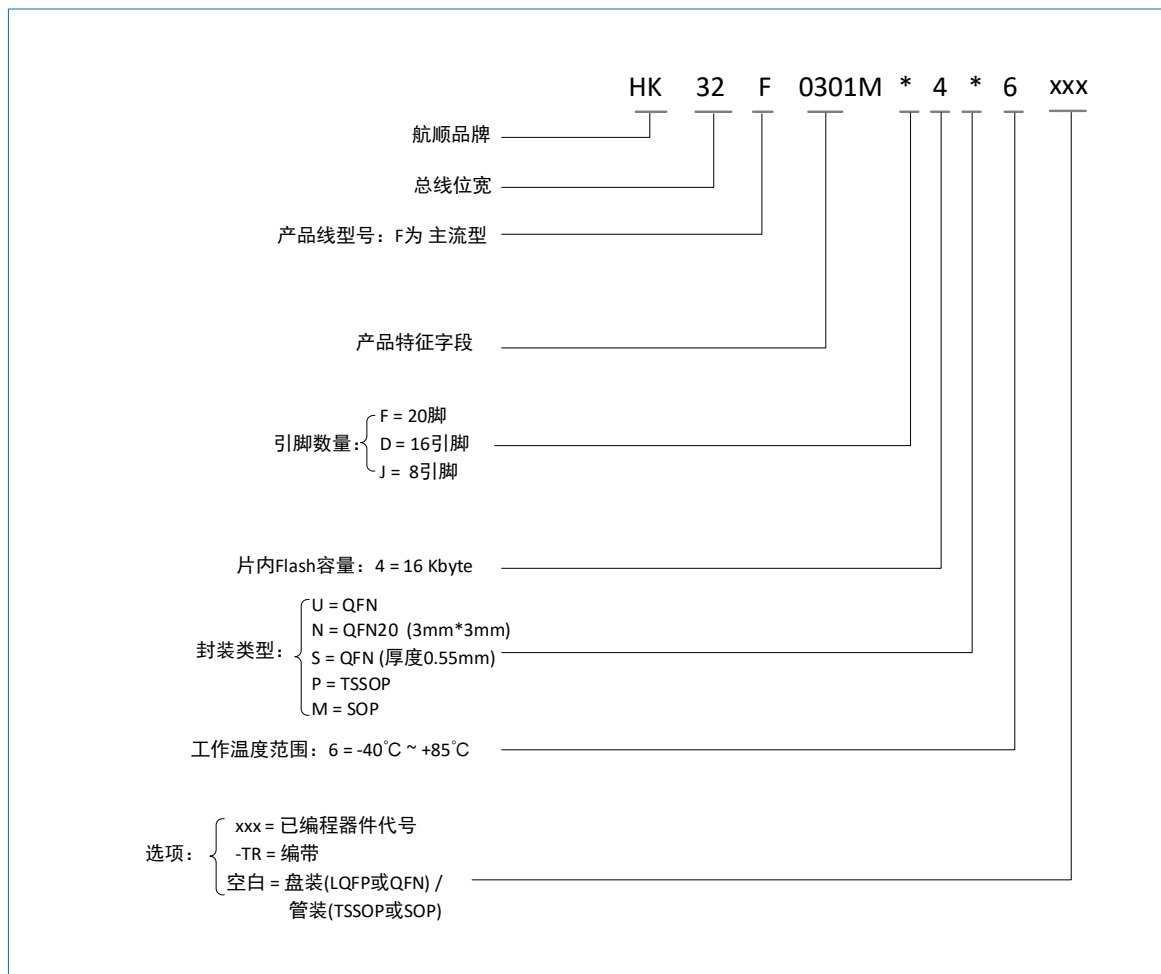 HK 32 F 0301M * 4 * 6 xxx
航顺品牌
总线位宽
产品线型号：F为 主流型
产品特征字段
引脚数量：
F = 20脚
D = 16引脚
J = 8引脚
片内Flash容量：4 = 16 Kbyte
封装类型：
U = QFN
N = QFN20 (3mm*3mm)
S = QFN (厚度0.55mm)
P = TSSOP
M = SOP
工作温度范围：6 = -40℃ ~ +85℃
选项：
xxx = 已编程器件代号
-TR = 编带
空白 = 盘装(LQFP或QFN) /
管装(TSSOP或SOP)